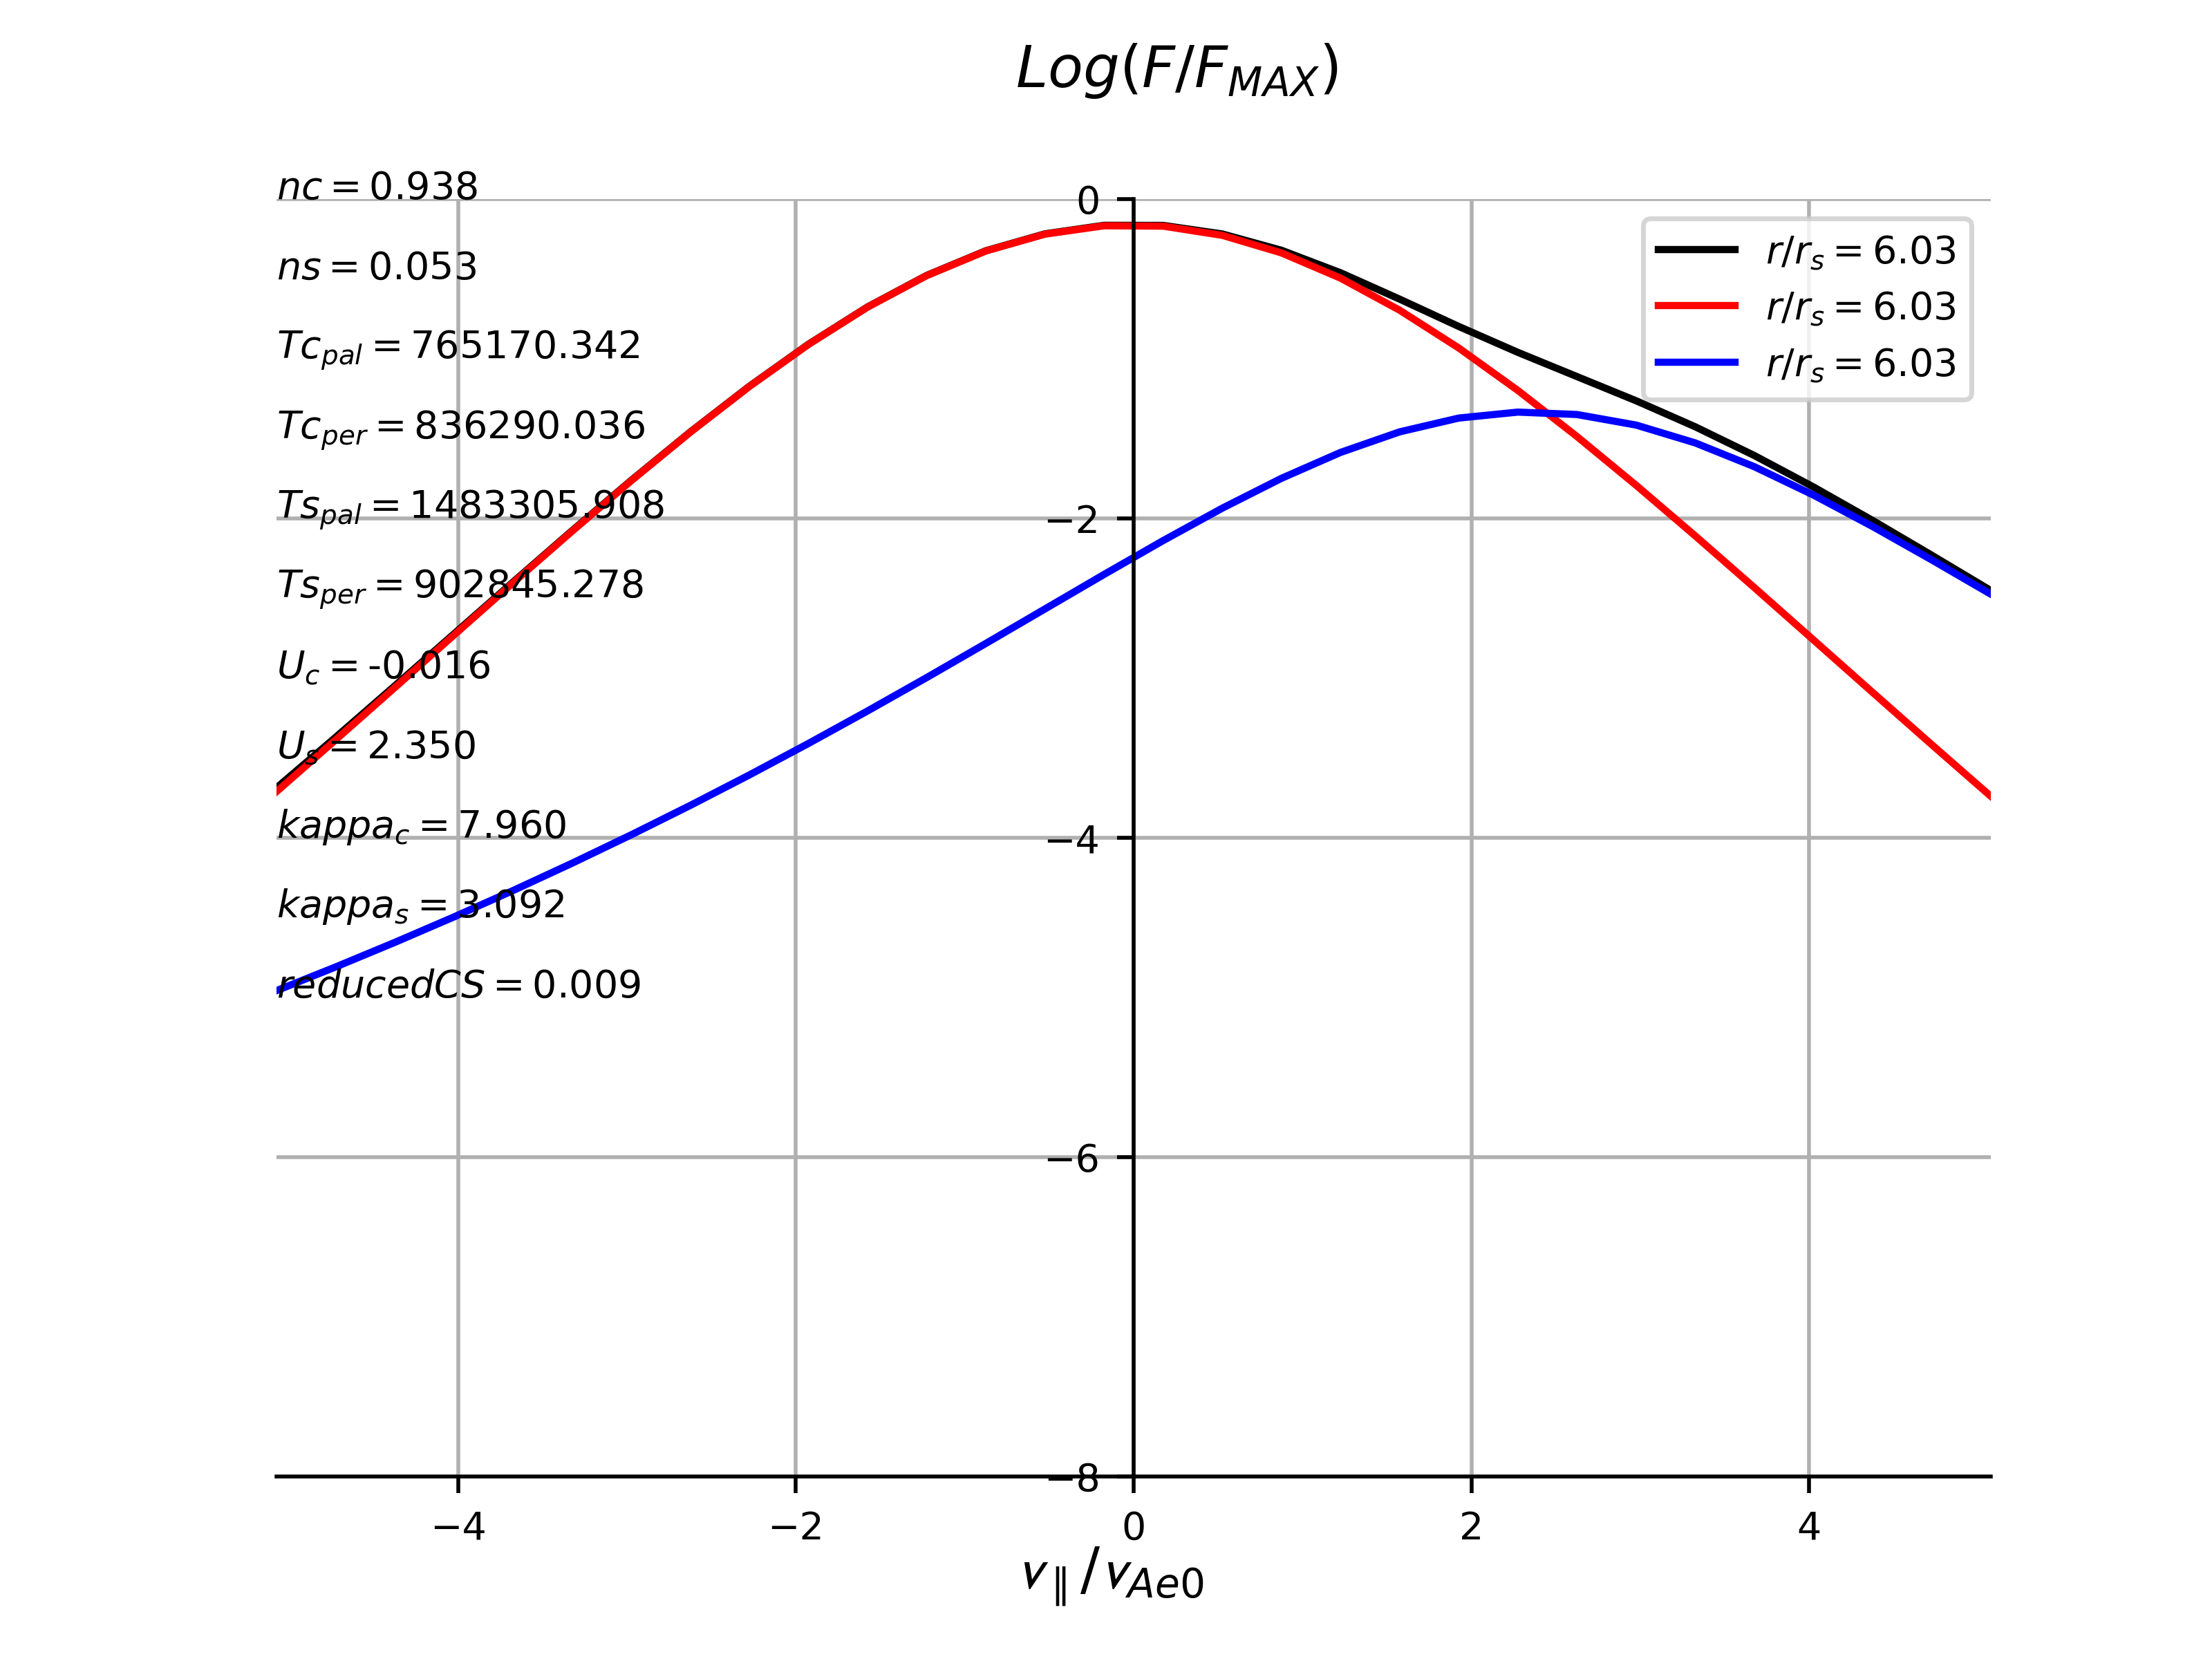 Log(F/F_MAX)
nc = 0.938
ns = 0.053
Tc_pal = 765170.342
Tc_per = 836290.036
Ts_pal = 1483305.908
Ts_per = 902845.278
U_c = -0.016
U_s = 2.350
kappa_c = 7.960
kappa_s = 3.092
reducedCS = 0.009
r/r_s = 6.03
r/r_s = 6.03
r/r_s = 6.03
0
−2
−4
−6
−8
−4 −2 0 2 4
v_∥/v_Ae0